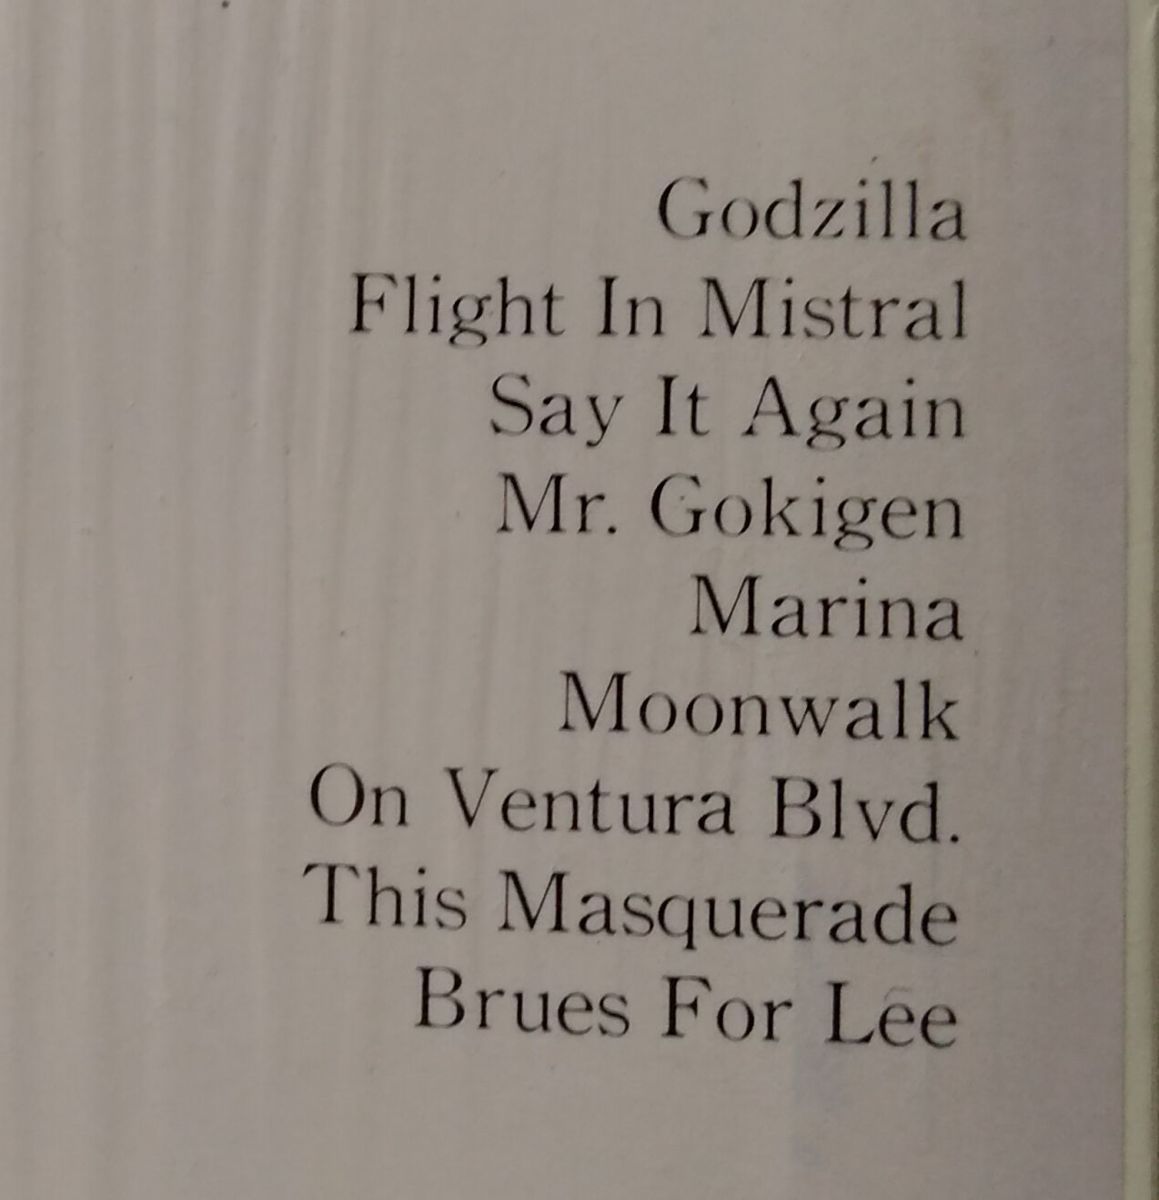 Godzilla
Flight In Mistral
Say It Again
Mr. Gokigen
Marina
Moonwalk
On Ventura Blvd.
This Masquerade
Brues For Lee